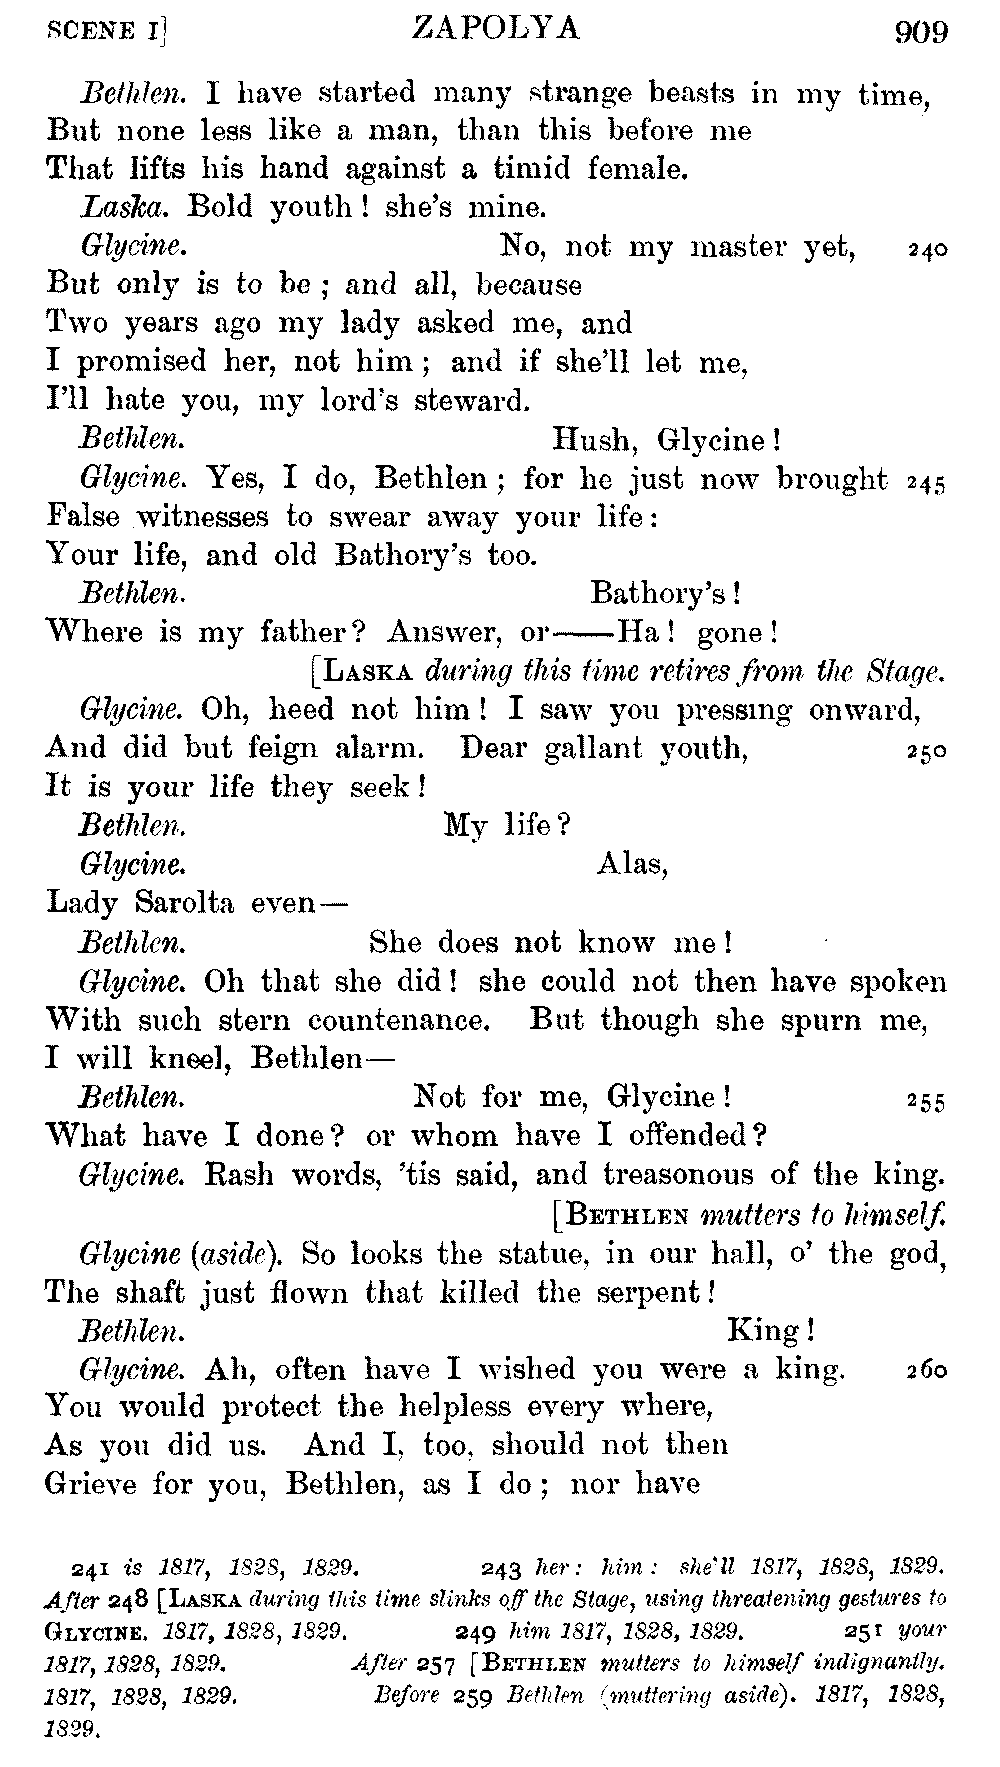 SCENE I] ZAPOLYA 909
Bethlen. I have started many strange beasts in my time,
But none less like a man, than this before me
That lifts his hand against a timid female.
Laska. Bold youth ! she's mine.
Glycine. No, not my master yet, 240
But only is to be ; and all, because
Two years ago my lady asked me, and
I promised her, not him ; and if she'll let me,
I'll hate you, my lord's steward.
Bethlen. Hush, Glycine !
Glycine. Yes, I do, Bethlen ; for he just now brought 245
False witnesses to swear away your life :
Your life, and old Bathory's too.
Bethlen. Bathory's !
Where is my father? Answer, or——Ha ! gone !
[LASKA during this time retires from the Stage.
Glycine. Oh, heed not him ! I saw you pressing onward,
And did but feign alarm. Dear gallant youth, 250
It is your life they seek !
Bethlen. My life ?
Glycine. Alas,
Lady Sarolta even—
Bethlen. She does not know me !
Glycine. Oh that she did ! she could not then have spoken
With such stern countenance. But though she spurn me,
I will kneel, Bethlen—
Bethlen. Not for me, Glycine ! 255
What have I done? or whom have I offended?
Glycine. Rash words, 'tis said, and treasonous of the king.
[BETHLEN mutters to himself.
Glycine (aside). So looks the statue, in our hall, o' the god,
The shaft just flown that killed the serpent !
Bethlen. King !
Glycine. Ah, often have I wished you were a king. 260
You would protect the helpless every where,
As you did us. And I, too, should not then
Grieve for you, Bethlen, as I do ; nor have
241 is 1817, 1828, 1829. 243 her : him : she'll 1817, 1828, 1829.
After 248 [LASKA during this time slinks off the Stage, using threatening gestures to
GLYCINE. 1817, 1828, 1829. 249 him 1817, 1828, 1829. 251 your
1817, 1828, 1829. After 257 [BETHLEN mutters to himself indignantly.
1817, 1828, 1829. Before 259 Bethlen (muttering aside). 1817, 1828,
1829.